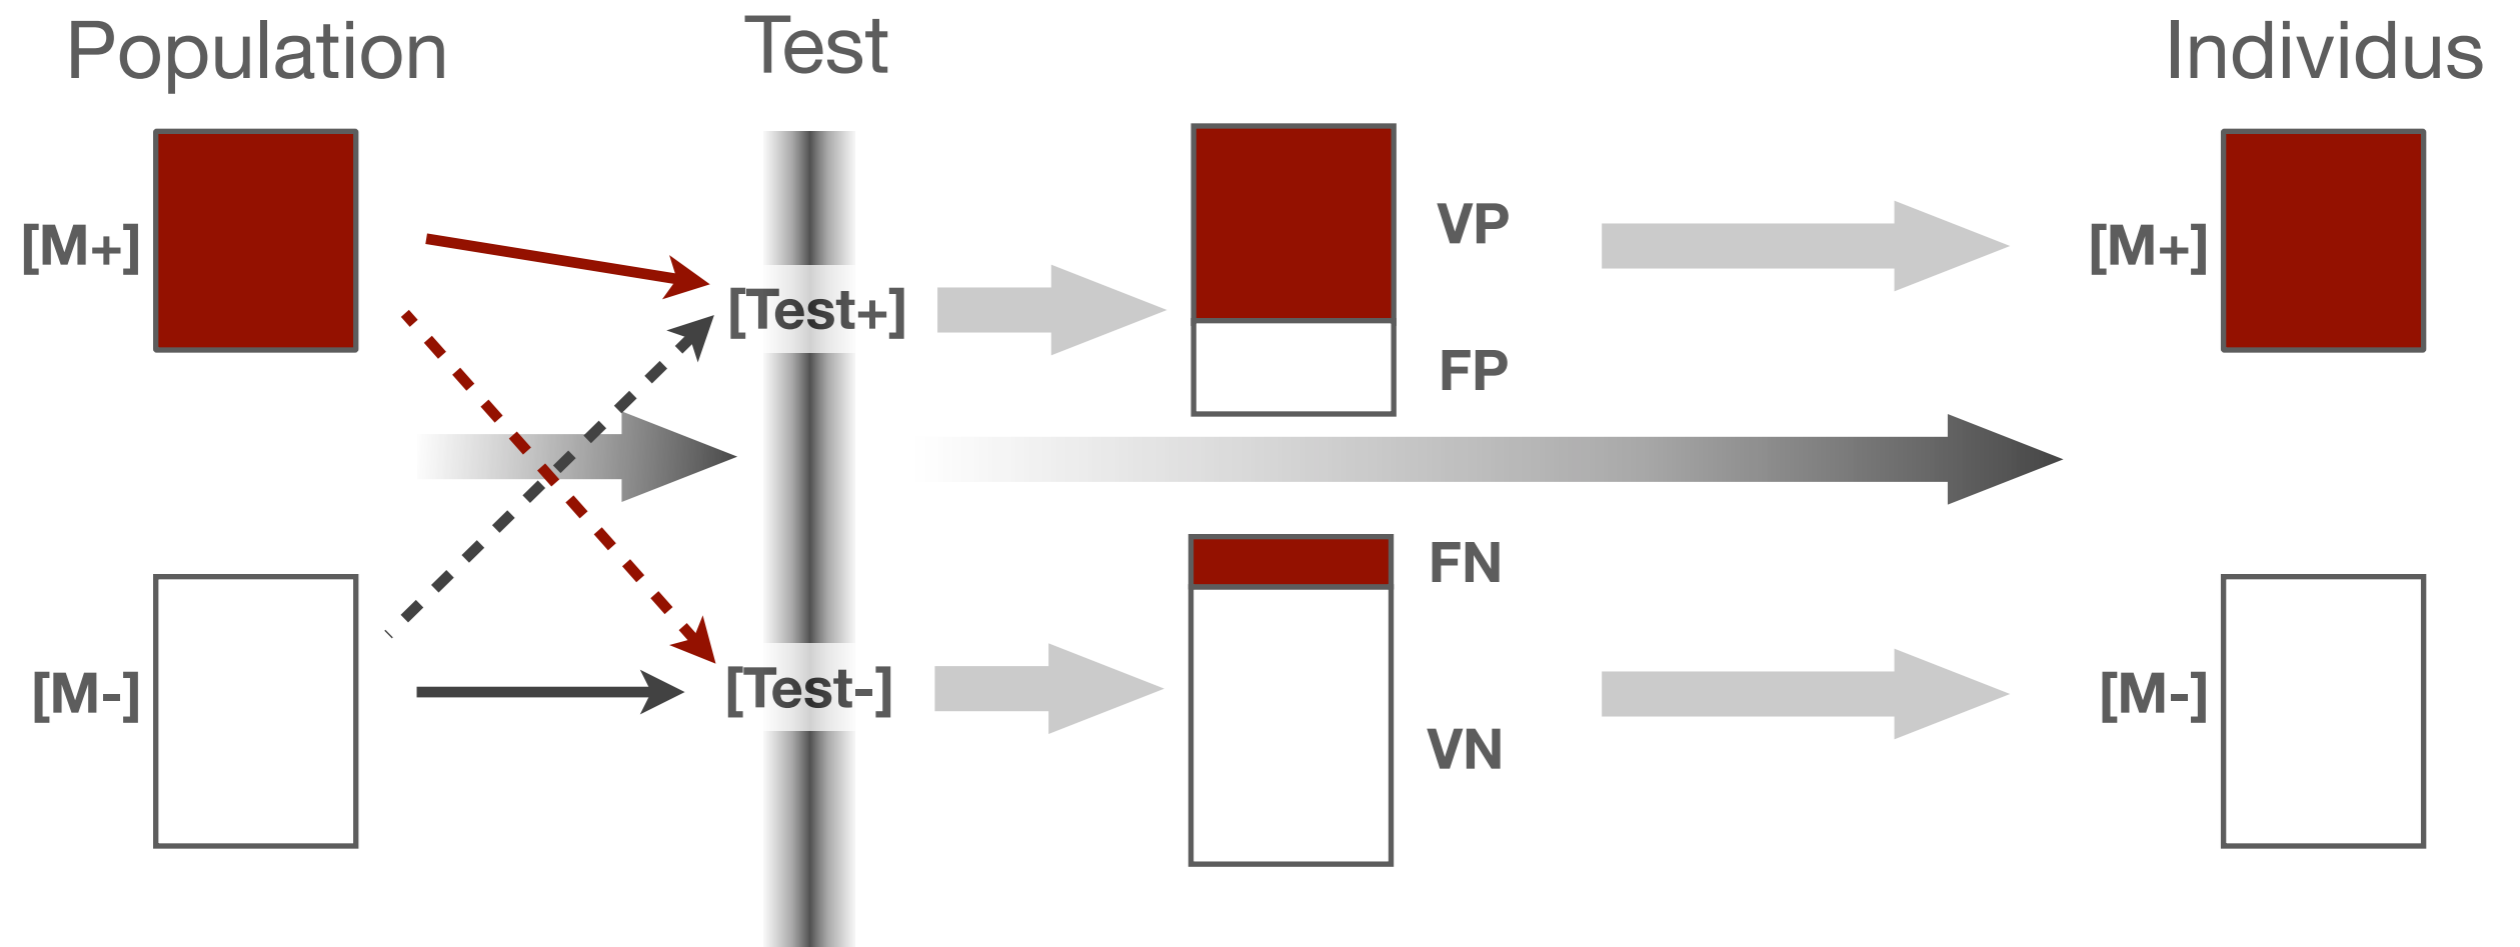 Population
Test
Individus
[M+]
[Test+]
VP
FP
[M+]
FN
[M-]
[Test-]
VN
[M-]